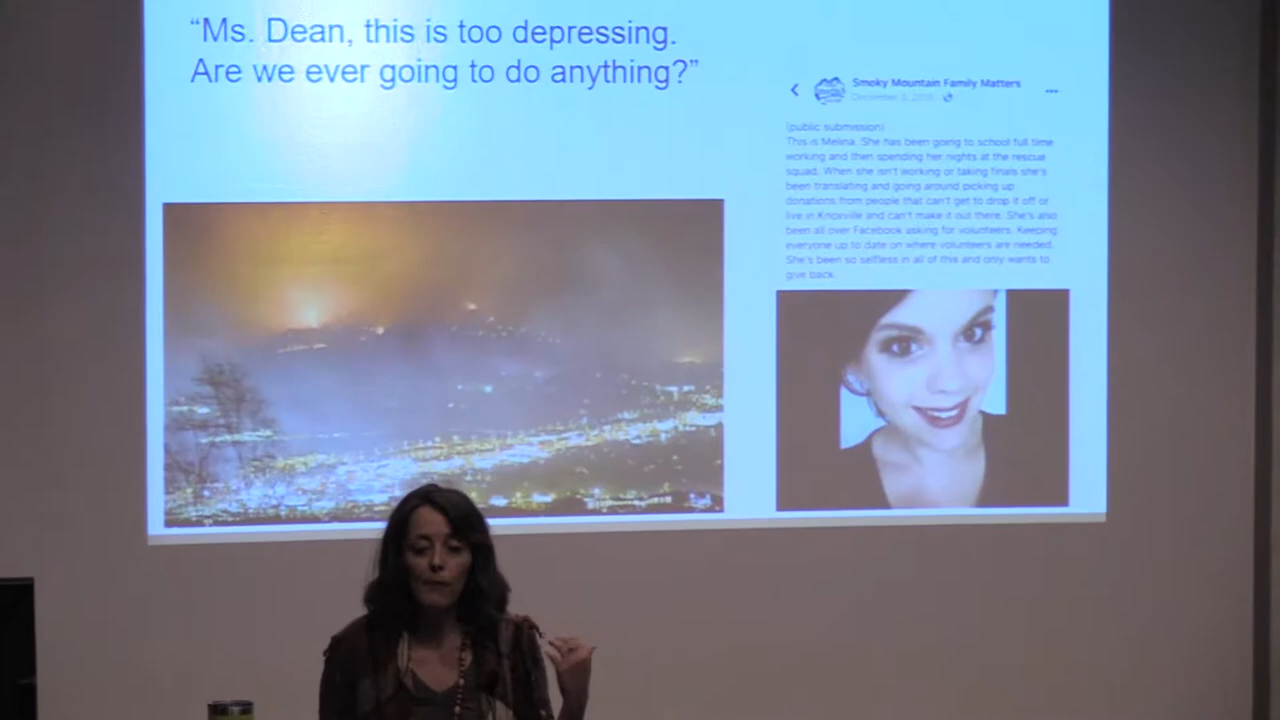 “Ms. Dean, this is too depressing.
Are we ever going to do anything?”
Smoky Mountain Family Matters
(public submission)
This is Melina. She has been going to school full time
working and then spending her nights at the rescue
squad. When she isn't working or taking finals she's
been translating and going around picking up
donations from people that can't get to drop it off or
live in Knoxville and can't make it out there. She's also
been all over Facebook asking for volunteers. Keeping
everyone up to date on where volunteers are needed.
She's been so selfless in all of this and only wants to
give back.